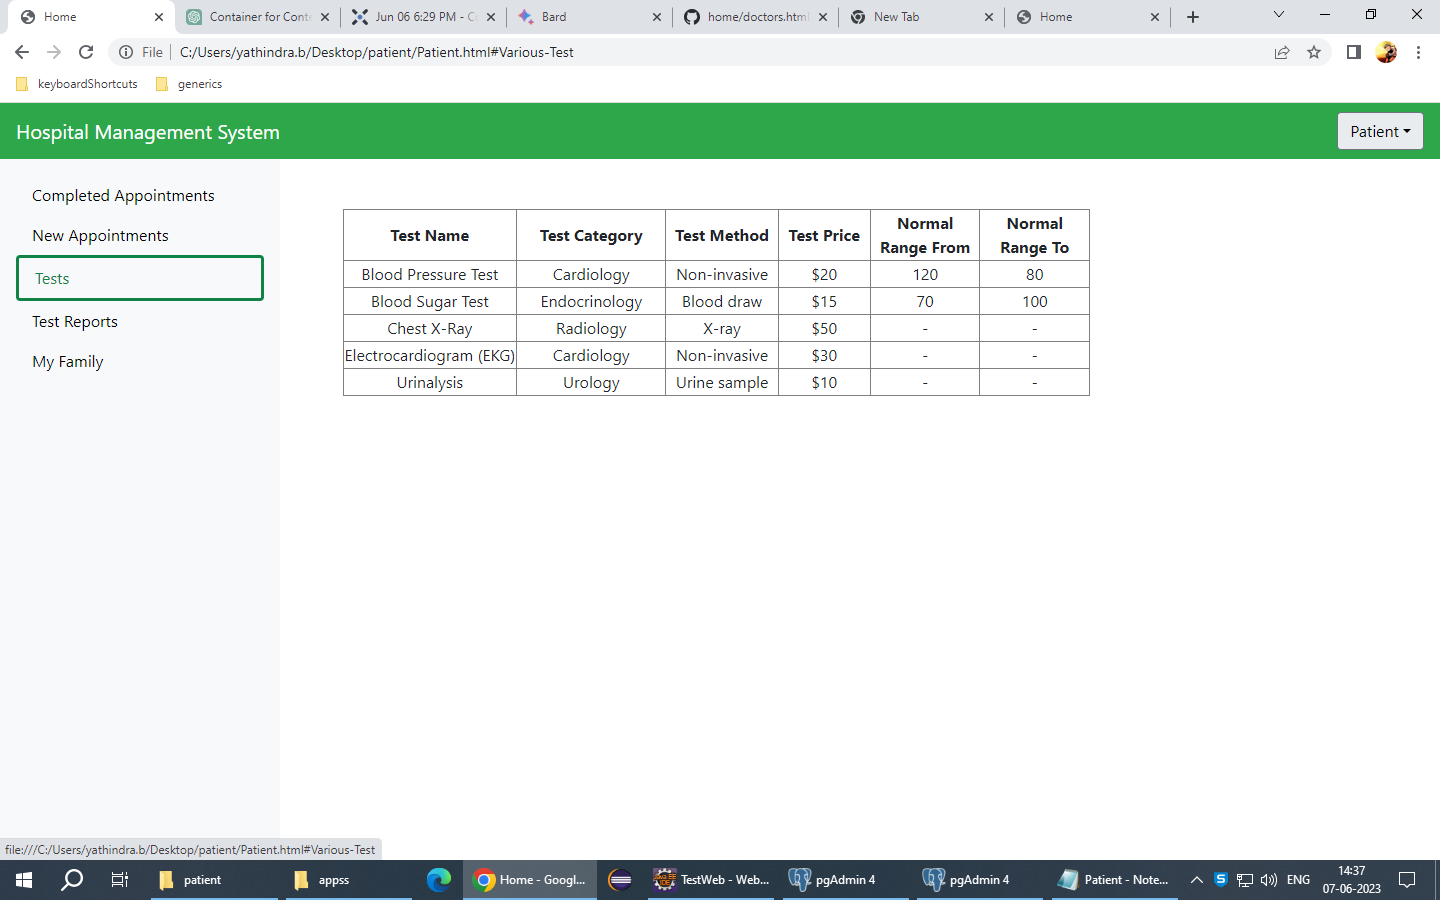 Home
Container for Conte
Jun 06 6:29 PM - C
Bard
home/doctors.html
New Tab
Home
File
C:/Users/yathindra.b/Desktop/patient/Patient.html#Various-Test
keyboardShortcuts
generics
Hospital Management System
Patient
Completed Appointments
New Appointments
Tests
Test Reports
My Family
Test Name Test Category Test Method Test Price Normal Range From Normal Range To
Blood Pressure Test Cardiology Non-invasive $20 120 80
Blood Sugar Test Endocrinology Blood draw $15 70 100
Chest X-Ray Radiology X-ray $50 - -
Electrocardiogram (EKG) Cardiology Non-invasive $30 - -
Urinalysis Urology Urine sample $10 - -
file:///C:/Users/yathindra.b/Desktop/patient/Patient.html#Various-Test
patient
appss
Home - Googl...
TestWeb - Web...
pgAdmin 4
pgAdmin 4
Patient - Note...
ENG
14:37
07-06-2023